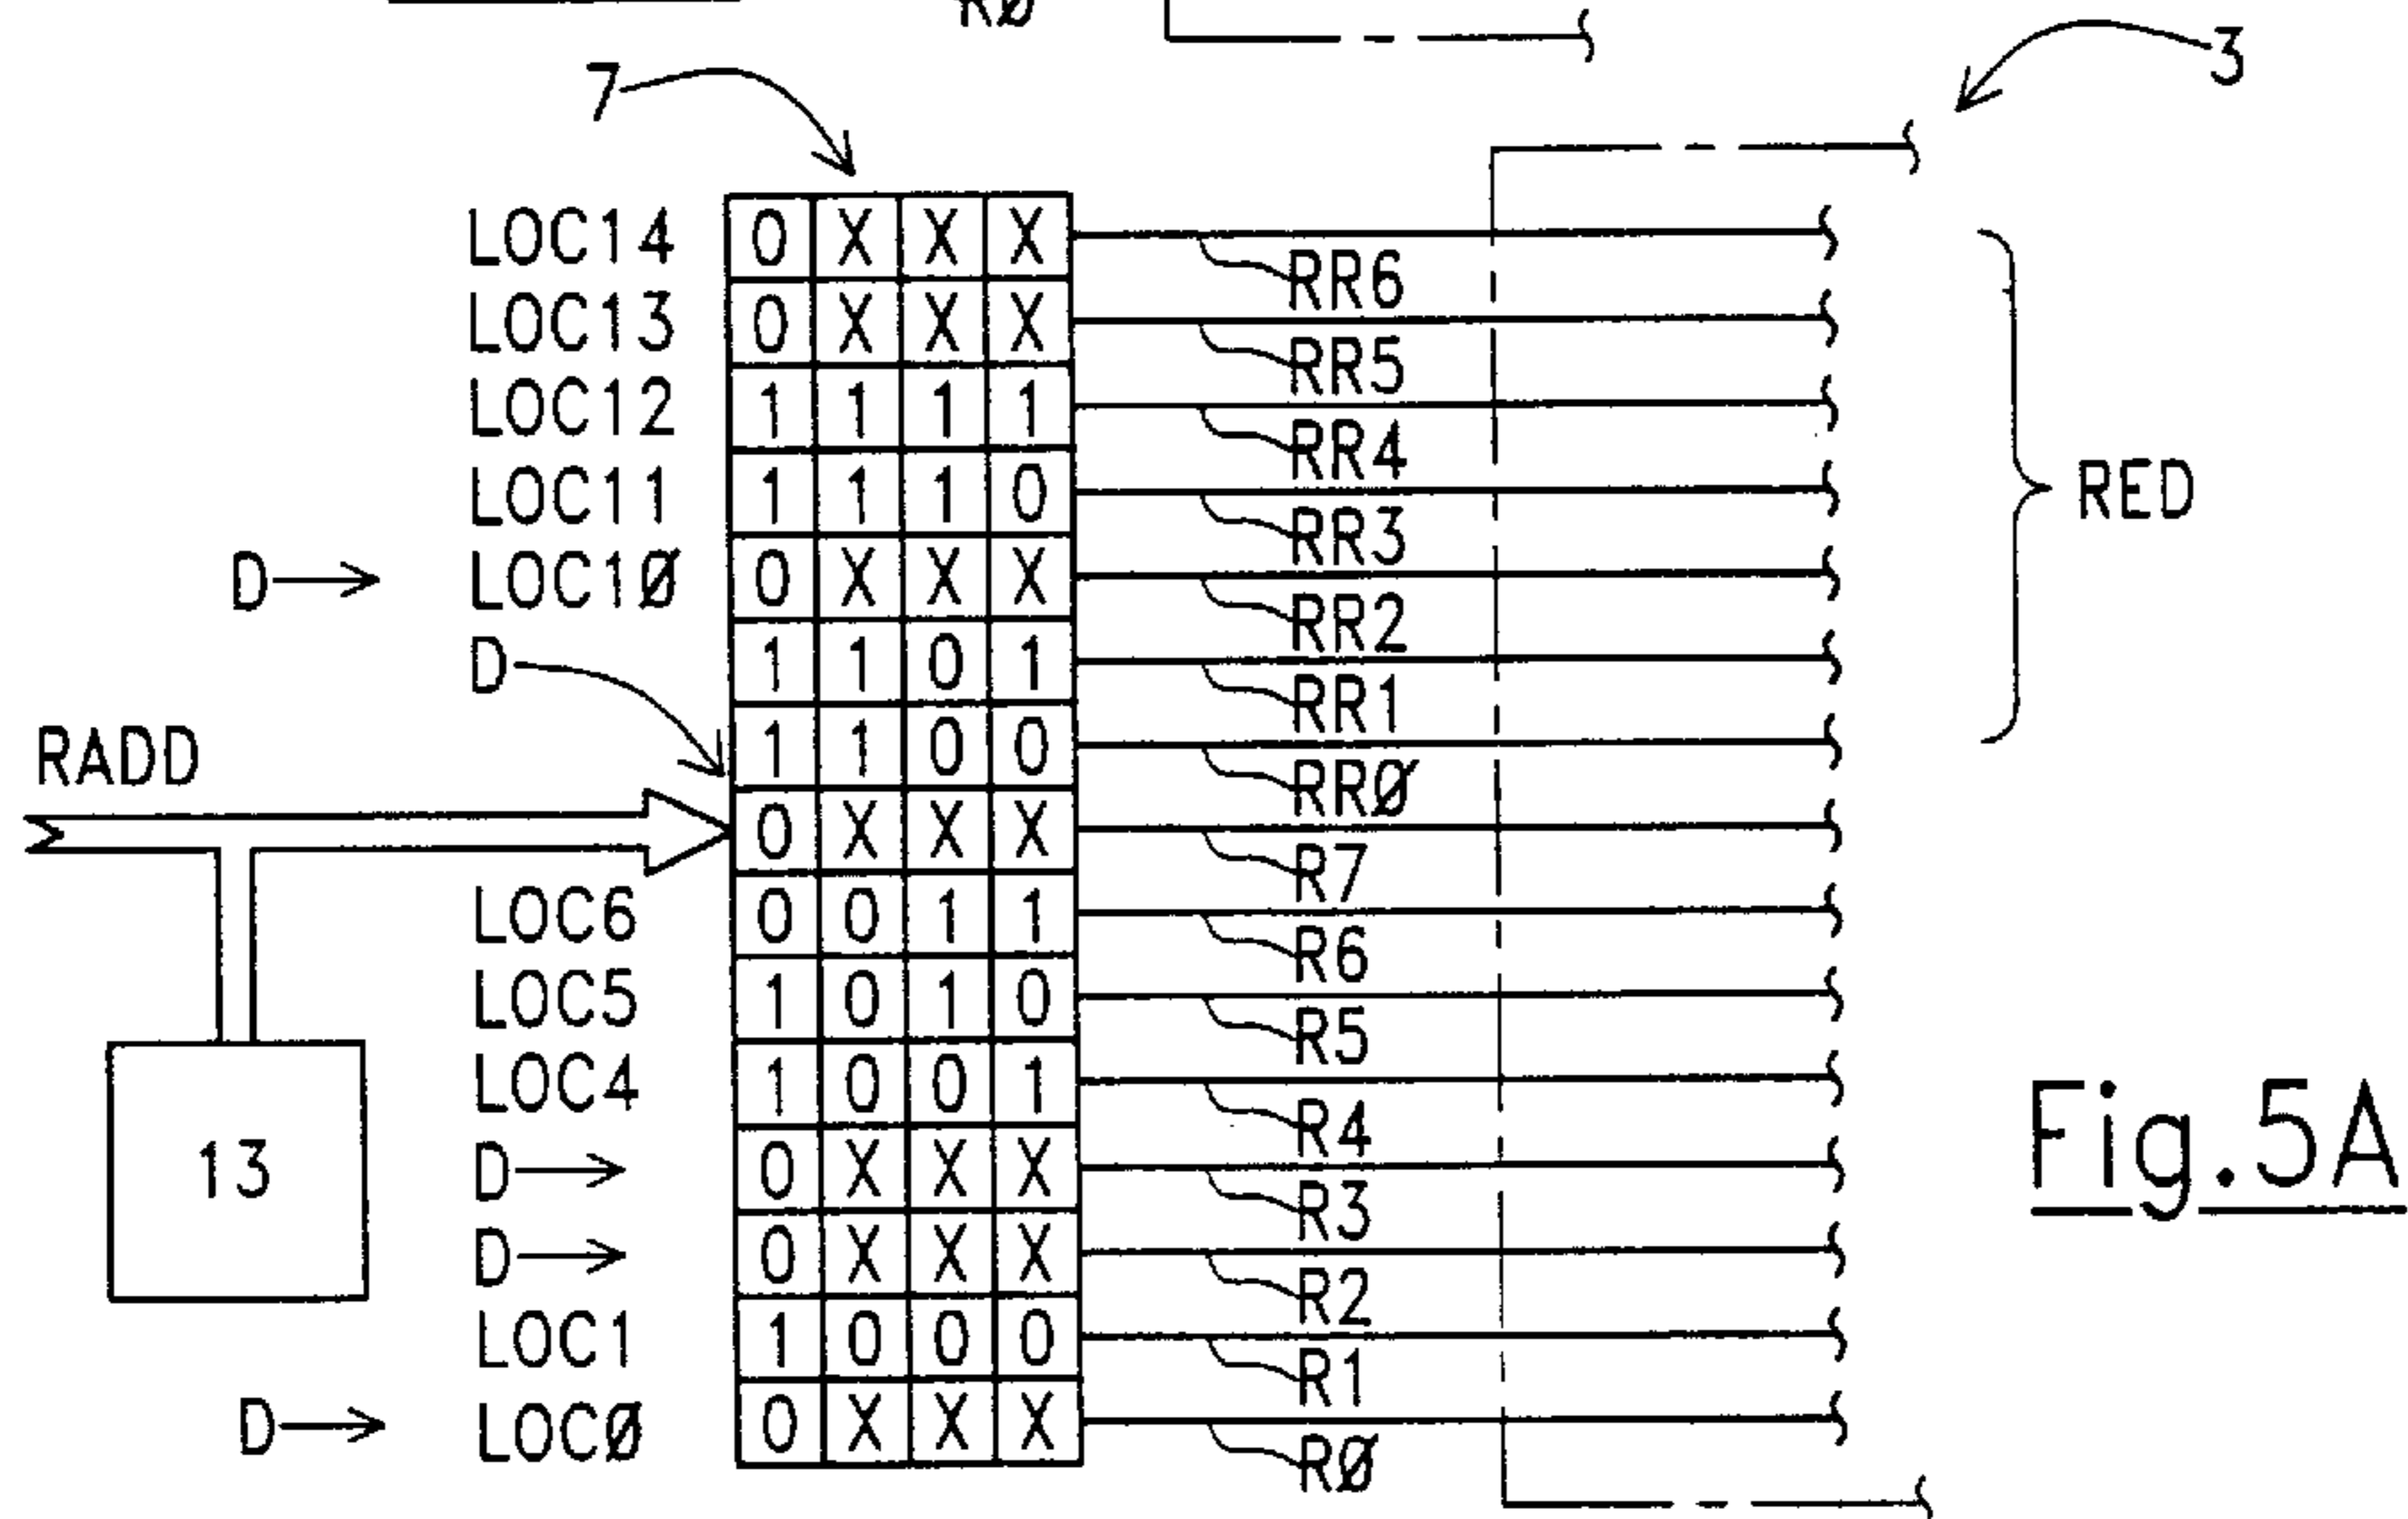 RØ
7
3
LOC14 0 X X X
RR6
LOC13 0 X X X
RR5
LOC12 1 1 1 1
RR4
LOC11 1 1 1 0
RR3
RED
D LOC1Ø 0 X X X
RR2
D 1 1 0 1
RR1
1 1 0 0
RADD
RRØ
0 X X X
R7
LOC6 0 0 1 1
R6
LOC5 1 0 1 0
R5
LOC4 1 0 0 1
R4
13
D 0 X X X
R3
Fig.5A
D 0 X X X
R2
LOC1 1 0 0 0
R1
D LOCØ 0 X X X
RØ